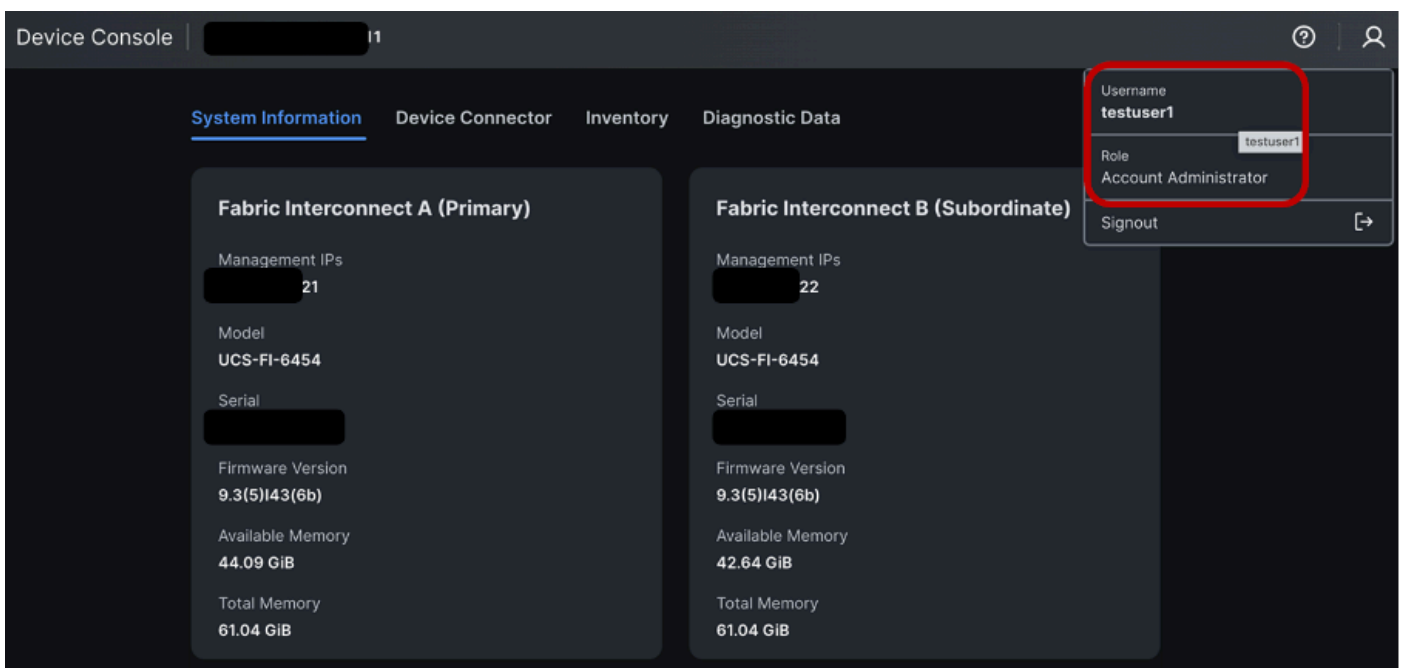 Device Console
l1
System Information Device Connector Inventory Diagnostic Data
Username
testuser1
testuser1
Role
Account Administrator
Signout
Fabric Interconnect A (Primary)
Management IPs
21
Model
UCS-FI-6454
Serial
Firmware Version
9.3(5)I43(6b)
Available Memory
44.09 GiB
Total Memory
61.04 GiB
Fabric Interconnect B (Subordinate)
Management IPs
22
Model
UCS-FI-6454
Serial
Firmware Version
9.3(5)I43(6b)
Available Memory
42.64 GiB
Total Memory
61.04 GiB